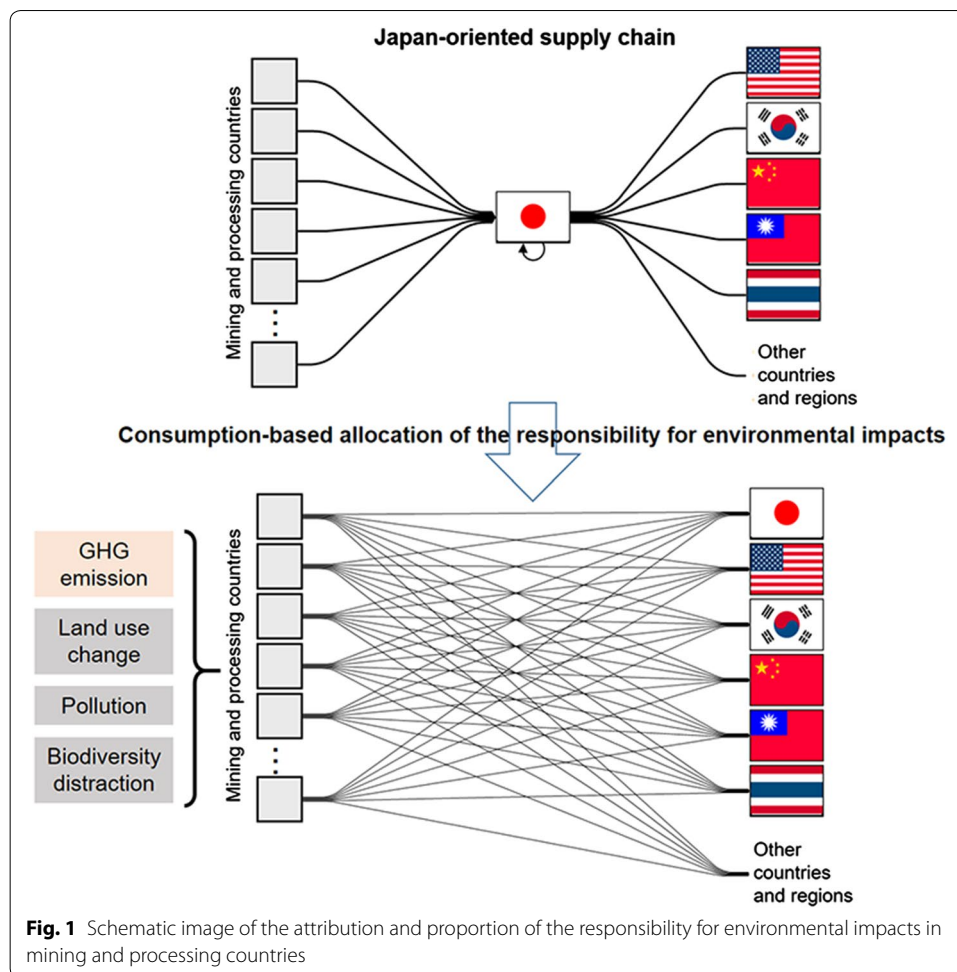 Japan-oriented supply chain
Mining and processing countries
Other
countries
and regions
Consumption-based allocation of the responsibility for environmental impacts
GHG
emission
Land use
change
Pollution
Biodiversity
distraction
Mining and processing countries
Other
countries
and regions
Fig. 1 Schematic image of the attribution and proportion of the responsibility for environmental impacts in
mining and processing countries